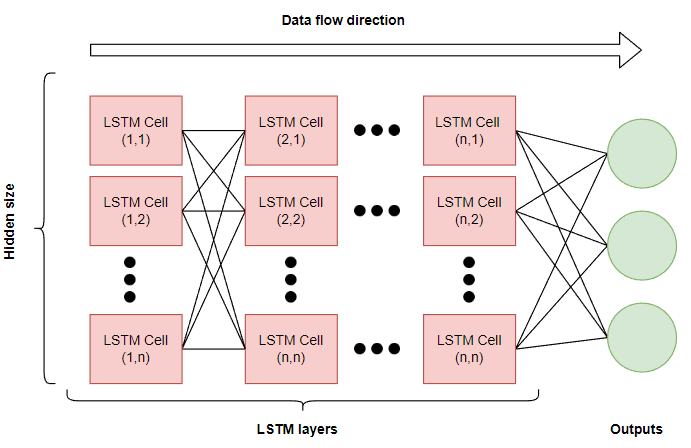 Data flow direction
Hidden size
LSTM Cell
(1,1)
LSTM Cell
(2,1)
LSTM Cell
(n,1)
LSTM Cell
(1,2)
LSTM Cell
(2,2)
LSTM Cell
(n,2)
LSTM Cell
(1,n)
LSTM Cell
(n,n)
LSTM Cell
(n,n)
LSTM layers
Outputs